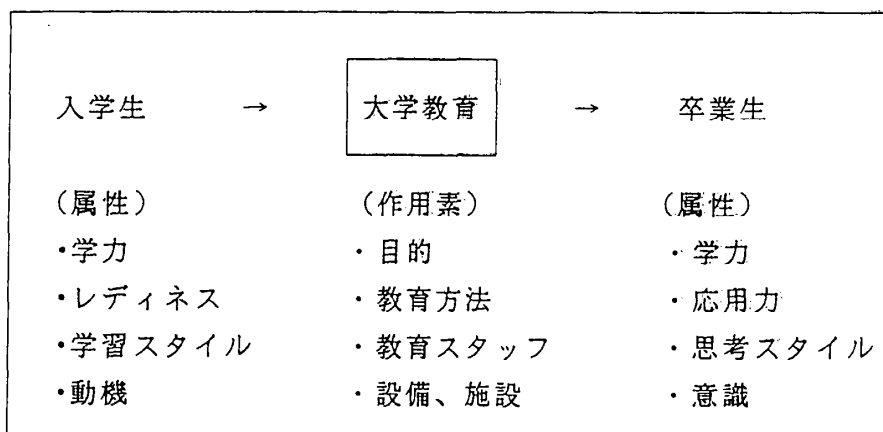 入学生 → 大学教育 → 卒業生
(属性) (作用素) (属性)
・学力 ・目的 ・学力
・レディネス ・教育方法 ・応用力
・学習スタイル ・教育スタッフ ・思考スタイル
・動機 ・設備、施設 ・意識